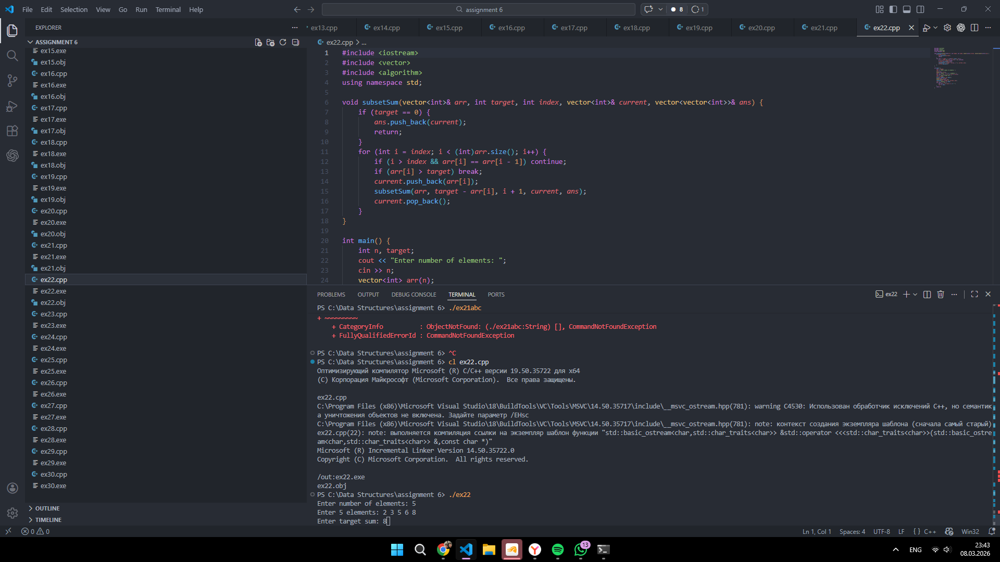 File Edit Selection View Go Run Terminal Help
assignment 6
8 1
EXPLORER
ex13.cpp ex14.cpp ex15.cpp ex16.cpp ex17.cpp ex18.cpp ex19.cpp ex20.cpp ex21.cpp ex22.cpp
ASSIGNMENT 6
ex15.exe
ex15.obj
ex16.cpp
ex16.exe
ex16.obj
ex17.cpp
ex17.exe
ex17.obj
ex18.cpp
ex18.exe
ex18.obj
ex19.cpp
ex19.exe
ex19.obj
ex20.cpp
ex20.exe
ex20.obj
ex21.cpp
ex21.exe
ex21.obj
ex22.cpp
ex22.exe
ex22.obj
ex23.cpp
ex23.exe
ex24.cpp
ex24.exe
ex25.cpp
ex25.exe
ex26.cpp
ex26.exe
ex27.cpp
ex27.exe
ex28.cpp
ex28.exe
ex29.cpp
ex29.exe
ex30.cpp
ex30.exe
OUTLINE
TIMELINE
ex22.cpp > ...
1 #include <iostream>
2 #include <vector>
3 #include <algorithm>
4 using namespace std;
5
6 void subsetSum(vector<int>& arr, int target, int index, vector<int>& current, vector<vector<int>>& ans) {
7     if (target == 0) {
8         ans.push_back(current);
9         return;
10     }
11     for (int i = index; i < (int)arr.size(); i++) {
12         if (i > index && arr[i] == arr[i - 1]) continue;
13         if (arr[i] > target) break;
14         current.push_back(arr[i]);
15         subsetSum(arr, target - arr[i], i + 1, current, ans);
16         current.pop_back();
17     }
18 }
19
20 int main() {
21     int n, target;
22     cout << "Enter number of elements: ";
23     cin >> n;
24     vector<int> arr(n);
PROBLEMS OUTPUT DEBUG CONSOLE TERMINAL PORTS
ex22
PS C:\Data Structures\assignment 6> ./ex21abc
+ ~~~~~~~~~
    + CategoryInfo          : ObjectNotFound: (./ex21abc:String) [], CommandNotFoundException
    + FullyQualifiedErrorId : CommandNotFoundException
PS C:\Data Structures\assignment 6> ^C
PS C:\Data Structures\assignment 6> cl ex22.cpp
Оптимизирующий компилятор Microsoft (R) C/C++ версии 19.50.35722 для x64
(C) Корпорация Майкрософт (Microsoft Corporation).  Все права защищены.
ex22.cpp
C:\Program Files (x86)\Microsoft Visual Studio\18\BuildTools\VC\Tools\MSVC\14.50.35717\include\__msvc_ostream.hpp(781): warning C4530: Использован обработчик исключений C++, но семантик
а уничтожения объектов не включена. Задайте параметр /EHsc
C:\Program Files (x86)\Microsoft Visual Studio\18\BuildTools\VC\Tools\MSVC\14.50.35717\include\__msvc_ostream.hpp(781): note: контекст создания экземпляра шаблона (сначала самый старый)
ex22.cpp(22): note: выполняется компиляция ссылки на экземпляр шаблон функции "std::basic_ostream<char,std::char_traits<char>> &std::operator <<<std::char_traits<char>>(std::basic_ostre
am<char,std::char_traits<char>> &,const char *)"
Microsoft (R) Incremental Linker Version 14.50.35722.0
Copyright (C) Microsoft Corporation.  All rights reserved.
/out:ex22.exe
ex22.obj
PS C:\Data Structures\assignment 6> ./ex22
Enter number of elements: 5
Enter 5 elements: 2 3 5 6 8
Enter target sum: 8
0 0
Ln 1, Col 1 Spaces: 4 UTF-8 LF {} C++ Win32
13
ENG
23:43
08.03.2026